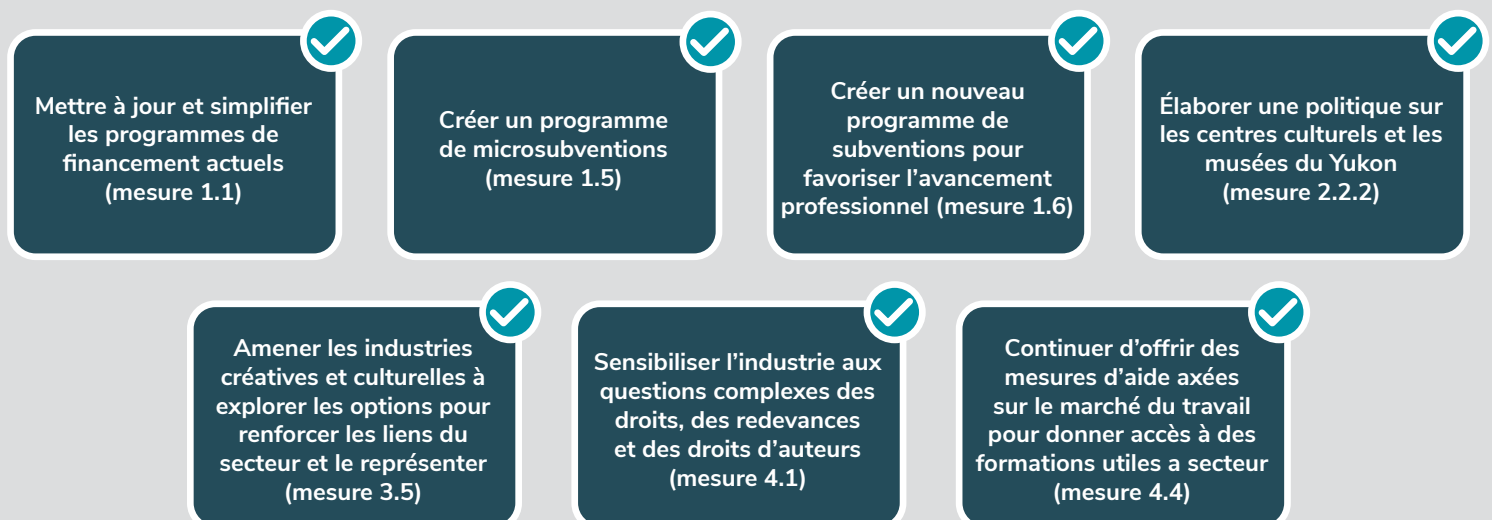 Mettre à jour et simplifier
les programmes de
financement actuels
(mesure 1.1)
Créer un programme
de microsubventions
(mesure 1.5)
Créer un nouveau
programme de
subventions pour
favoriser l'avancement
professionnel (mesure 1.6)
Élaborer une politique sur
les centres culturels et les
musées du Yukon
(mesure 2.2.2)
Amener les industries
créatives et culturelles à
explorer les options pour
renforcer les liens du
secteur et le représenter
(mesure 3.5)
Sensibiliser l'industrie aux
questions complexes des
droits, des redevances
et des droits d'auteurs
(mesure 4.1)
Continuer d'offrir des
mesures d'aide axées
sur le marché du travail
pour donner accès à des
formations utiles a secteur
(mesure 4.4)